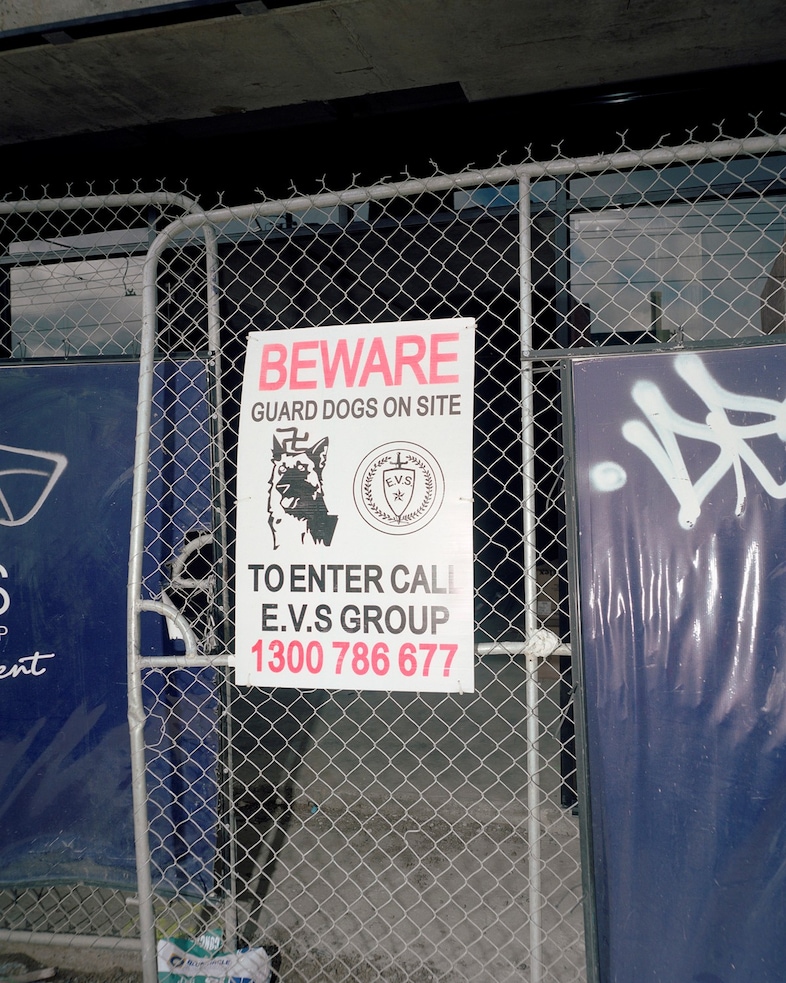 BEWARE
GUARD DOGS ON SITE
E.V.S
TO ENTER CALL
E.V.S GROUP
1300 786 677